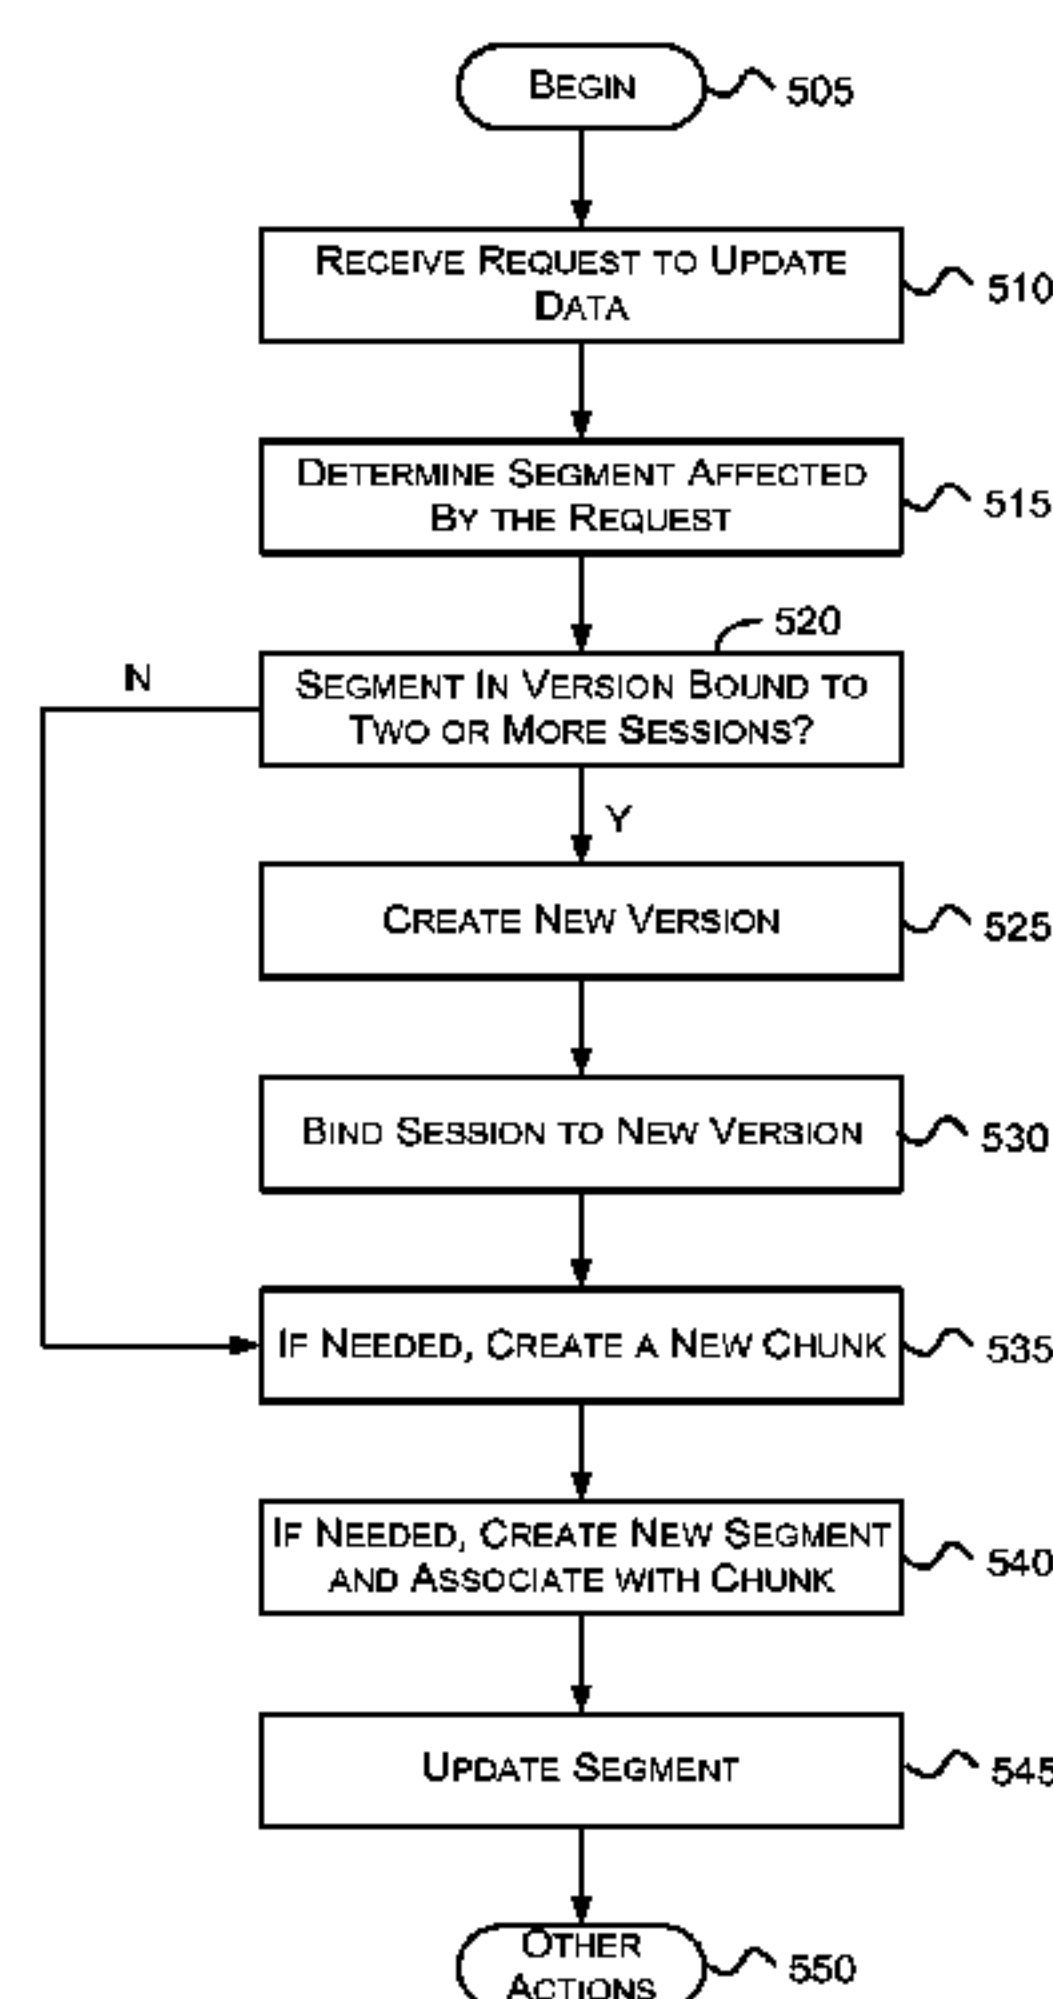 BEGIN
505
RECEIVE REQUEST TO UPDATE
DATA
510
DETERMINE SEGMENT AFFECTED
BY THE REQUEST
515
520
N
SEGMENT IN VERSION BOUND TO
TWO OR MORE SESSIONS?
Y
CREATE NEW VERSION
525
BIND SESSION TO NEW VERSION
530
IF NEEDED, CREATE A NEW CHUNK
535
IF NEEDED, CREATE NEW SEGMENT
AND ASSOCIATE WITH CHUNK
540
UPDATE SEGMENT
545
OTHER
ACTIONS
550